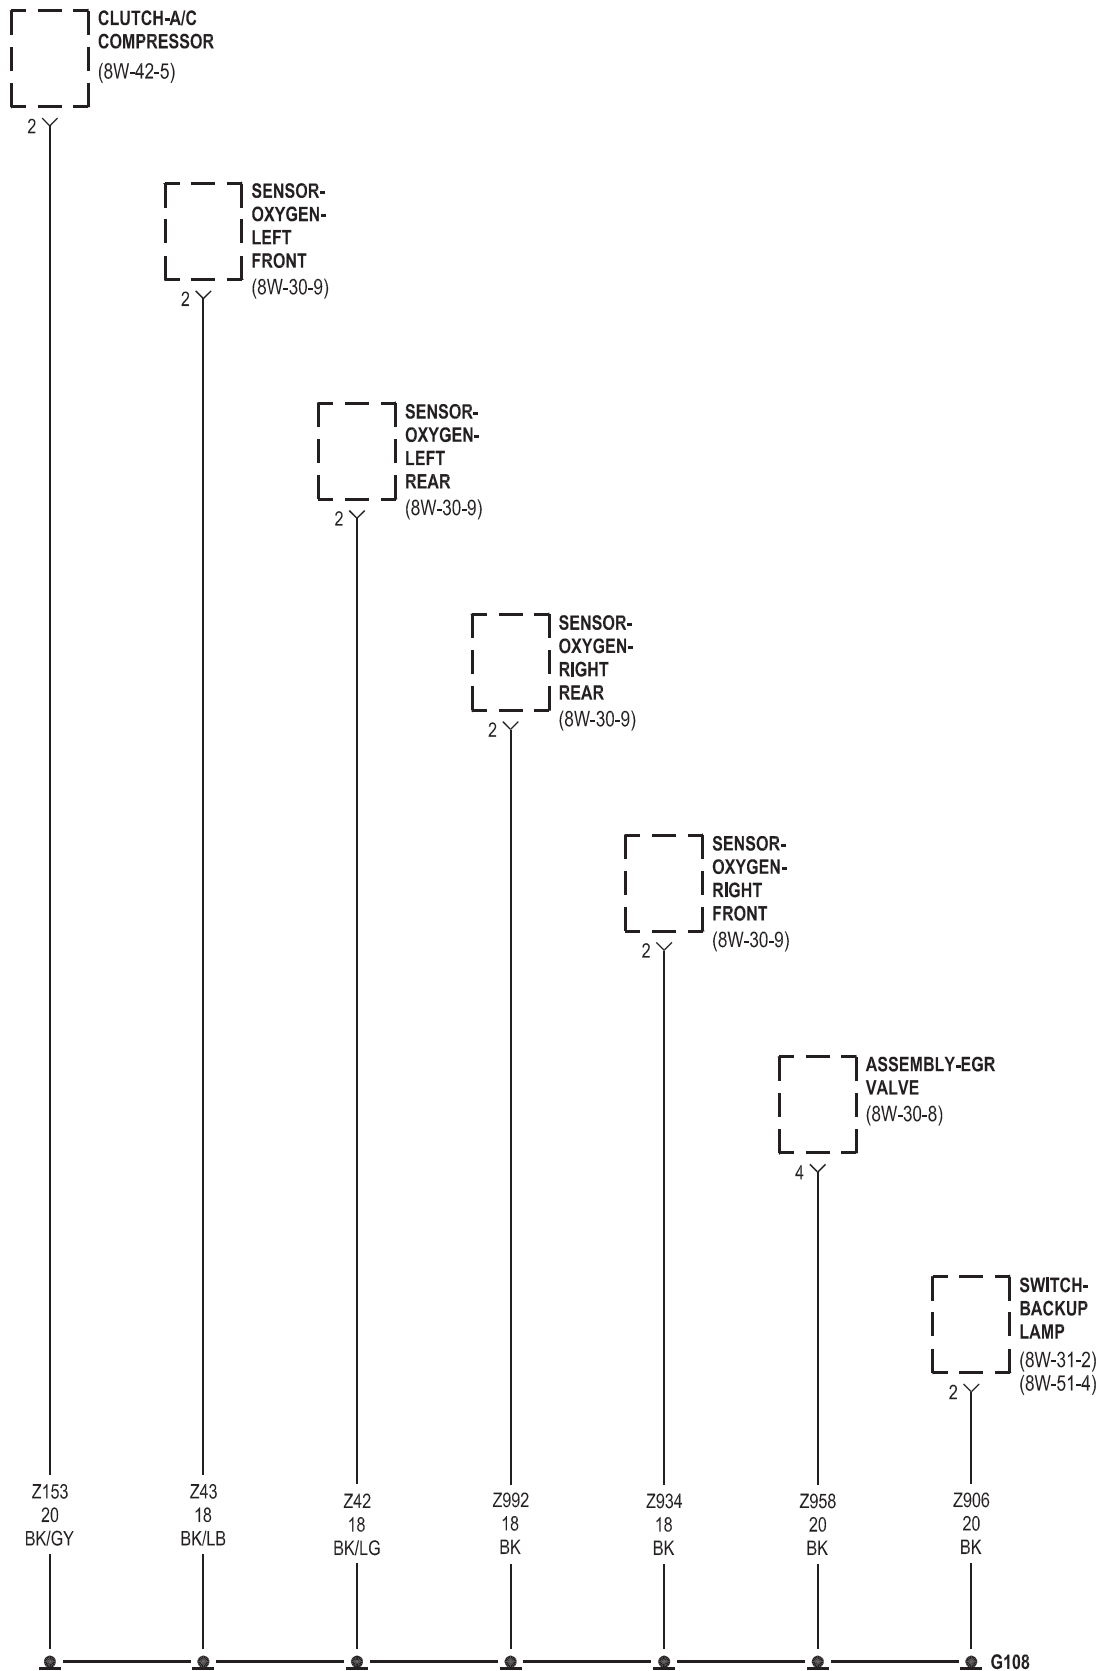 CLUTCH-A/C
COMPRESSOR
(8W-42-5)
2
SENSOR-
OXYGEN-
LEFT
FRONT
(8W-30-9)
2
SENSOR-
OXYGEN-
LEFT
REAR
(8W-30-9)
2
SENSOR-
OXYGEN-
RIGHT
REAR
(8W-30-9)
2
SENSOR-
OXYGEN-
RIGHT
FRONT
(8W-30-9)
2
ASSEMBLY-EGR
VALVE
(8W-30-8)
4
SWITCH-
BACKUP
LAMP
(8W-31-2)
(8W-51-4)
2
Z153
20
BK/GY
Z43
18
BK/LB
Z42
18
BK/LG
Z992
18
BK
Z934
18
BK
Z958
20
BK
Z906
20
BK
G108